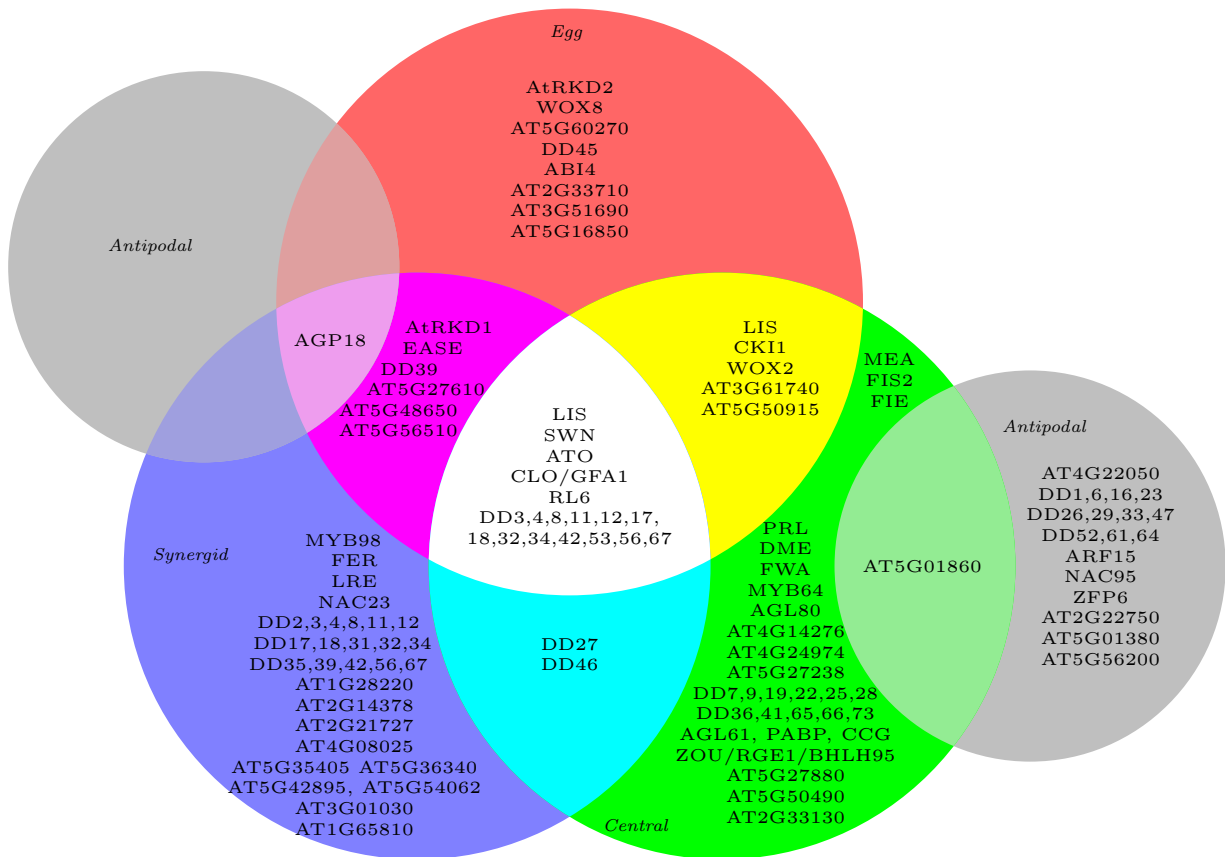 Egg
AtRKD2
WOX8
AT5G60270
DD45
ABI4
AT2G33710
AT3G51690
AT5G16850
Antipodal
AGP18
AtRKD1
EASE
DD39
AT5G27610
AT5G48650
AT5G56510
LIS
CKI1
WOX2
AT3G61740
AT5G50915
MEA
FIS2
FIE
LIS
SWN
ATO
CLO/GFA1
RL6
DD3,4,8,11,12,17,
18,32,34,42,53,56,67
Antipodal
AT4G22050
DD1,6,16,23
DD26,29,33,47
DD52,61,64
ARF15
NAC95
ZFP6
AT2G22750
AT5G01380
AT5G56200
AT5G01860
Synergid
MYB98
FER
LRE
NAC23
DD2,3,4,8,11,12
DD17,18,31,32,34
DD35,39,42,56,67
AT1G28220
AT2G14378
AT2G21727
AT4G08025
AT5G35405 AT5G36340
AT5G42895, AT5G54062
AT3G01030
AT1G65810
DD27
DD46
PRL
DME
FWA
MYB64
AGL80
AT4G14276
AT4G24974
AT5G27238
DD7,9,19,22,25,28
DD36,41,65,66,73
AGL61, PABP, CCG
ZOU/RGE1/BHLH95
AT5G27880
AT5G50490
AT2G33130
Central